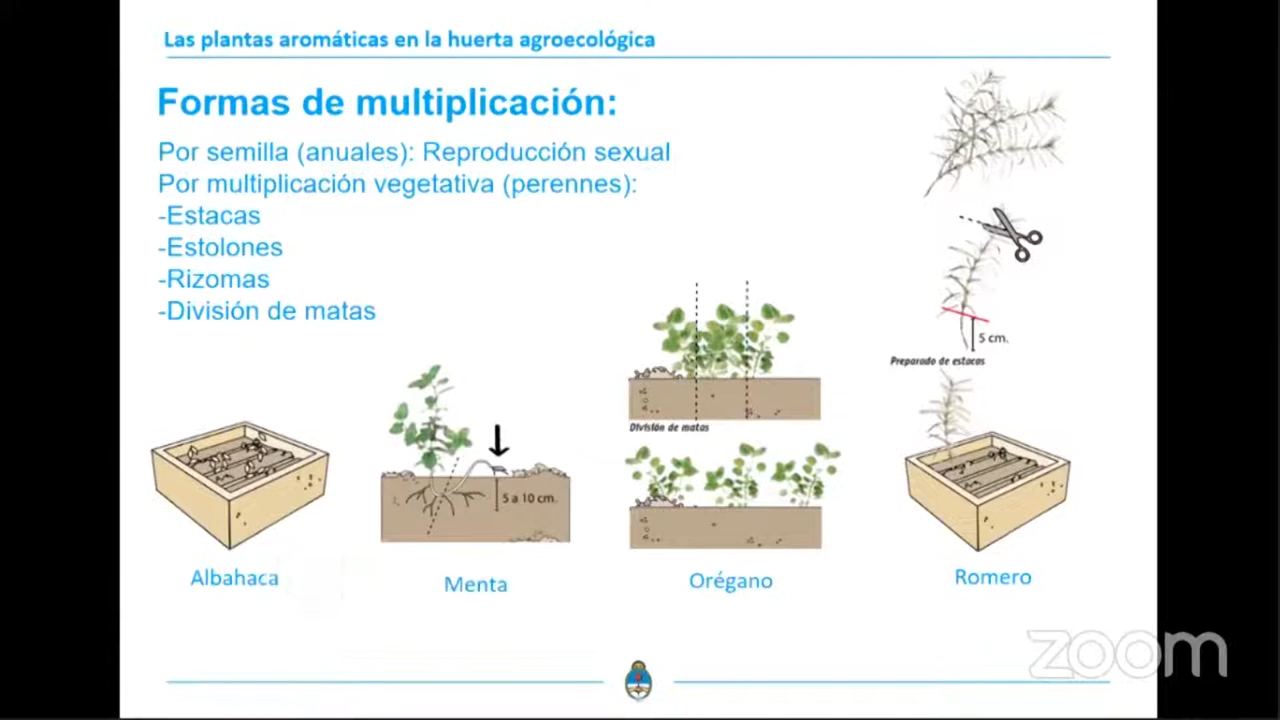 Las plantas aromáticas en la huerta agroecológica
Formas de multiplicación:
Por semilla (anuales): Reproducción sexual
Por multiplicación vegetativa (perennes):
-Estacas
-Estolones
-Rizomas
-División de matas
5 cm.
Preparado de estacas
División de matas
5 a 10 cm.
Albahaca
Menta
Orégano
Romero
zoom